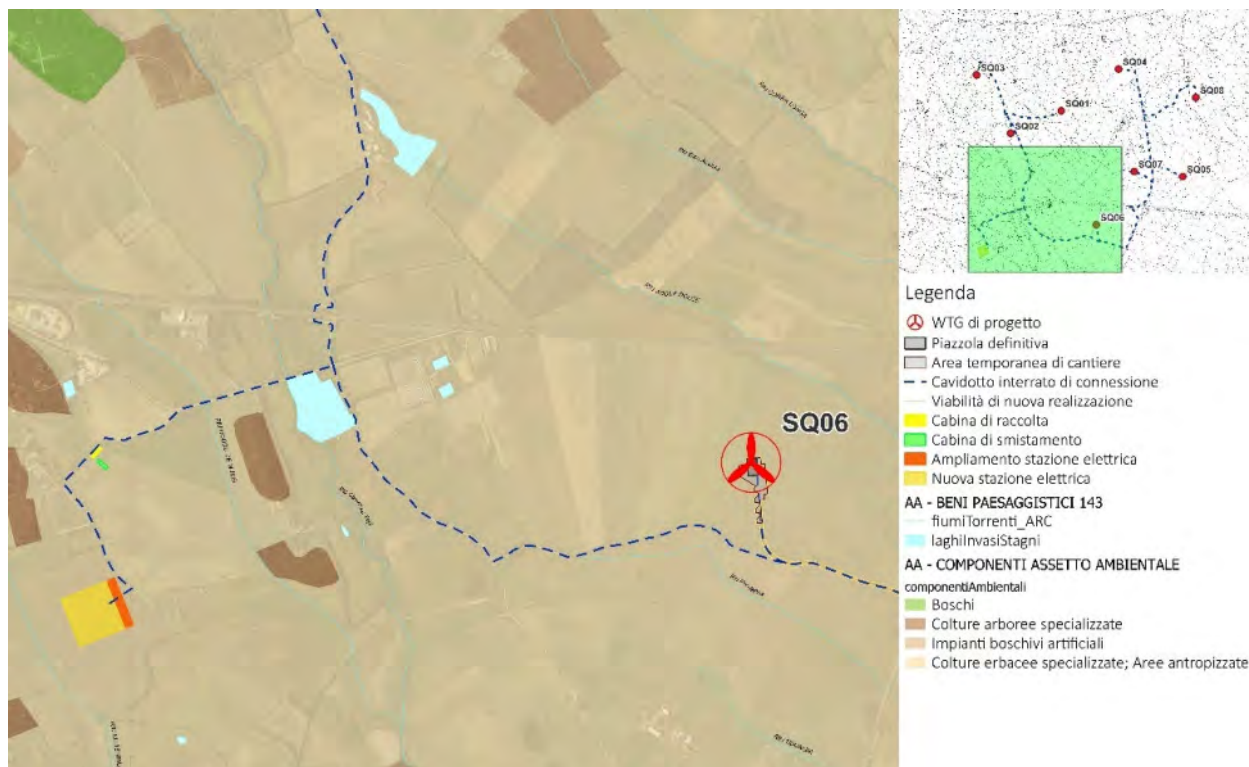 SQ06
SQ03
SQ04
SQ08
SQ01
SQ02
SQ07
SQ05
SQ06
Legenda
WTG di progetto
Piazzola definitiva
Area temporanea di cantiere
Cavidotto interrato di connessione
Viabilità di nuova realizzazione
Cabina di raccolta
Cabina di smistamento
Ampliamento stazione elettrica
Nuova stazione elettrica
AA - BENI PAESAGGISTICI 143
fiumiTorrenti_ARC
laghiInvasiStagni
AA - COMPONENTI ASSETTO AMBIENTALE
componentiAmbientali
Boschi
Colture arboree specializzate
Impianti boschivi artificiali
Colture erbacee specializzate; Aree antropizzate